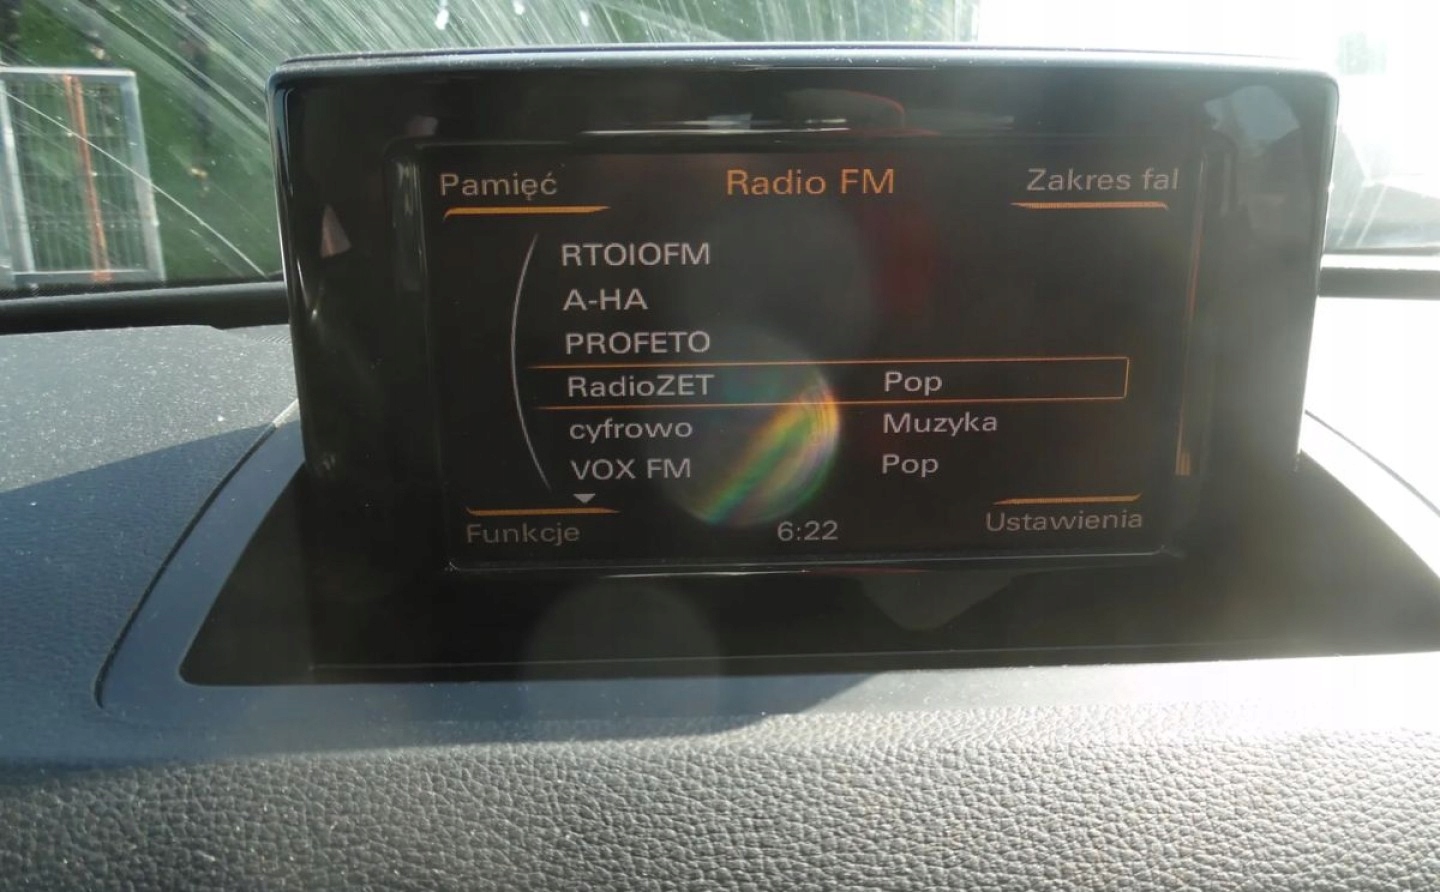 Pamięć Radio FM Zakres fal
RTOIOFM
A-HA
PROFETO
RadioZET Pop
cyfrowo Muzyka
VOX FM Pop
Funkcje 6:22 Ustawienia